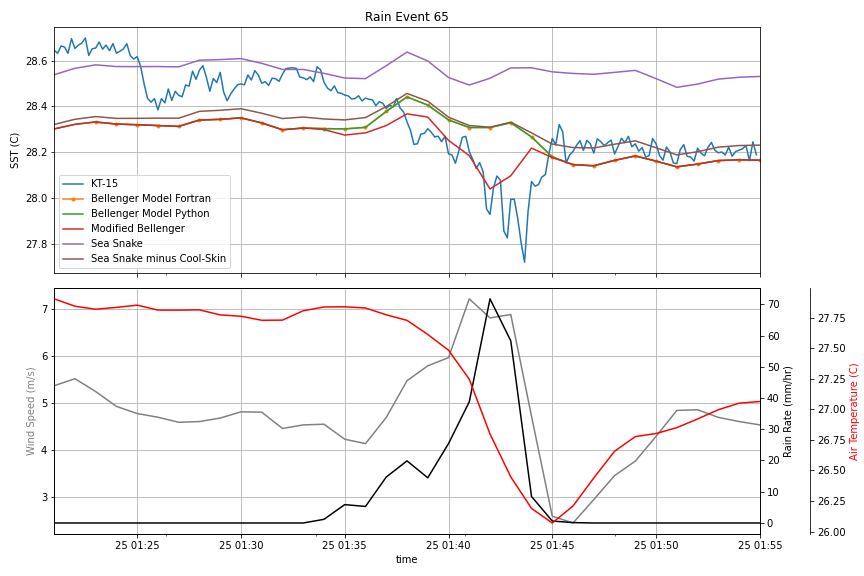 Rain Event 65
28.6
28.4
28.2
28.0
27.8
SST (C)
KT-15
Bellenger Model Fortran
Bellenger Model Python
Modified Bellenger
Sea Snake
Sea Snake minus Cool-Skin
7
6
5
4
3
Wind Speed (m/s)
70
60
50
40
30
20
10
0
Rain Rate (mm/hr)
27.75
27.50
27.25
27.00
26.75
26.50
26.25
26.00
Air Temperature (C)
25 01:25 25 01:30 25 01:35 25 01:40 25 01:45 25 01:50 25 01:55
time